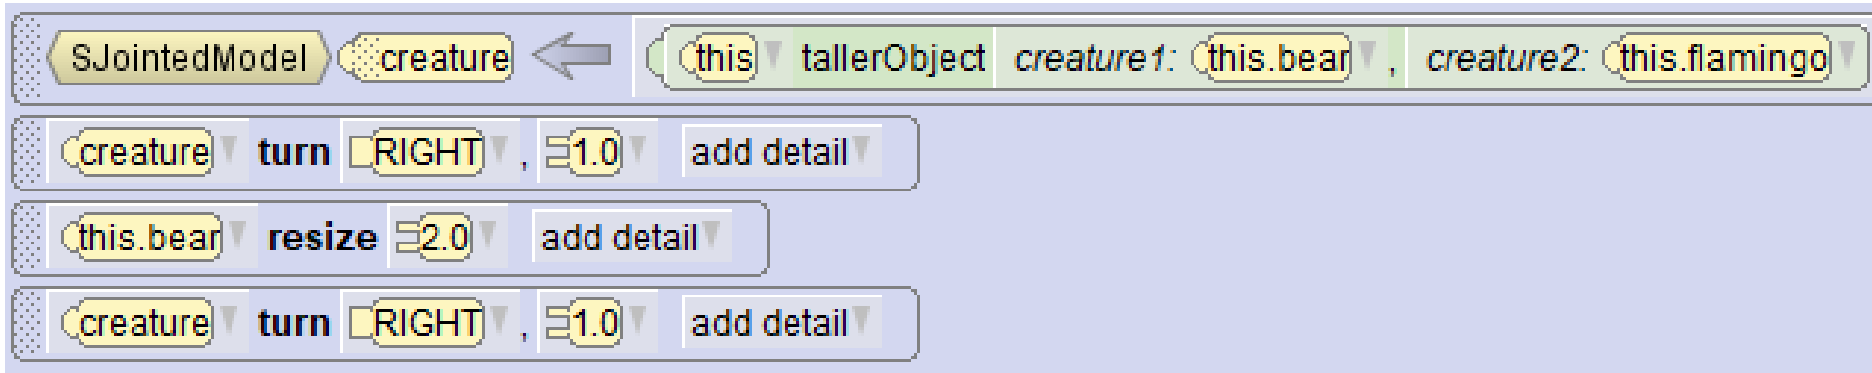 SJointedModel creature this tallerObject creature1: this.bear , creature2: this.flamingo
creature turn RIGHT , 1.0 add detail
this.bear resize 2.0 add detail
creature turn RIGHT , 1.0 add detail